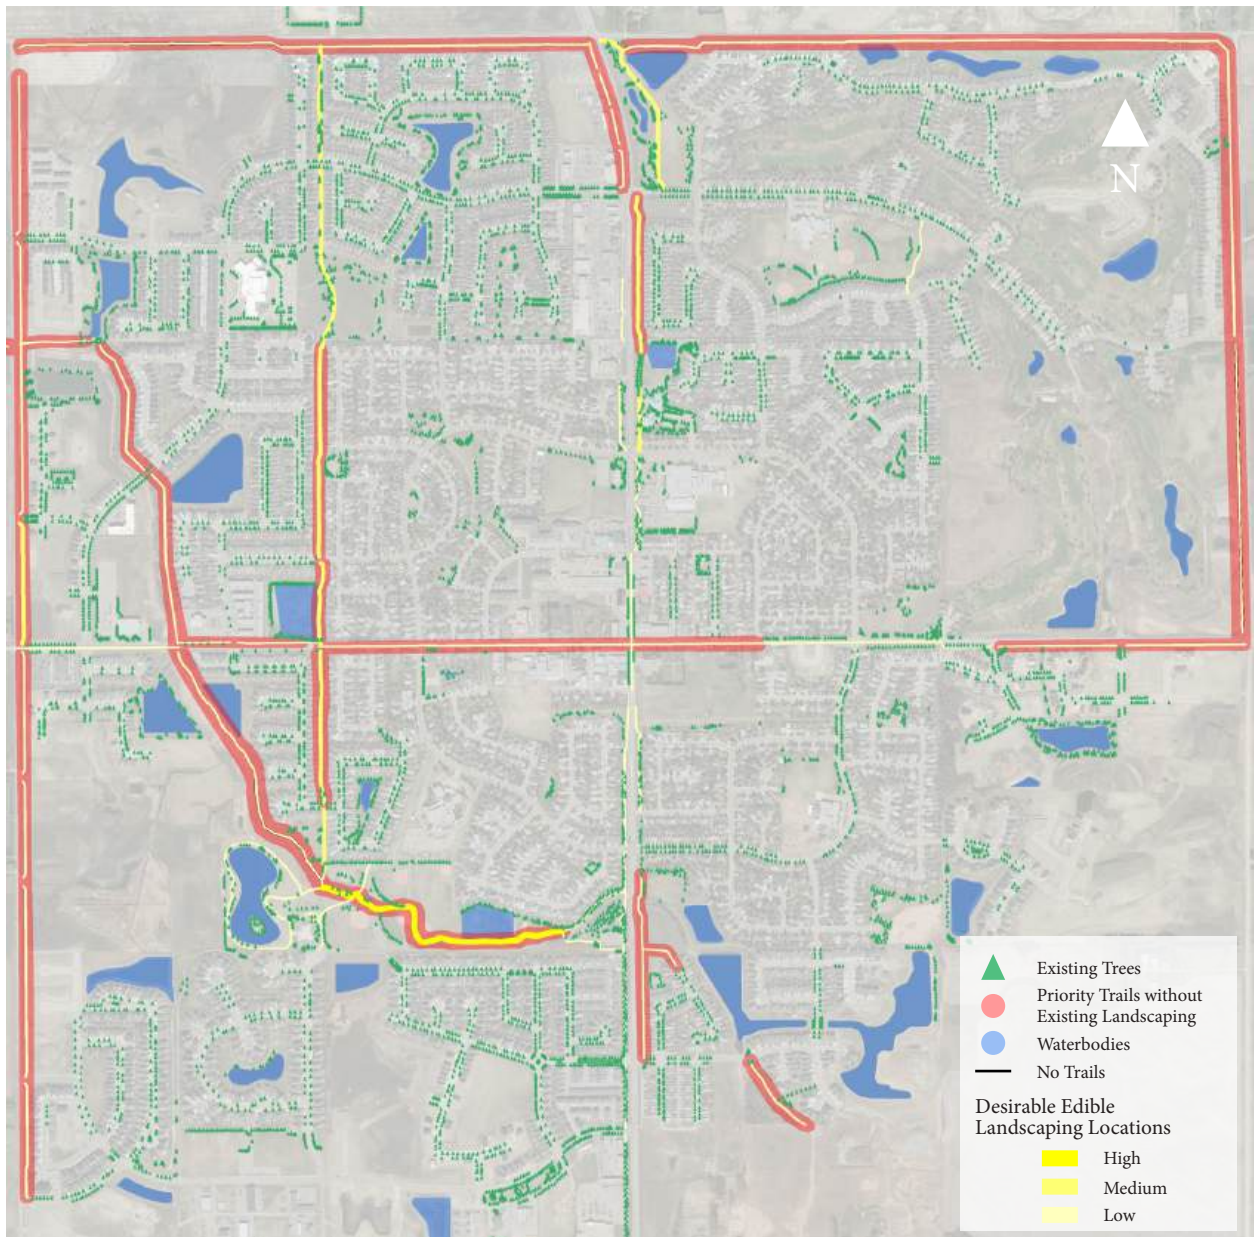 N
Existing Trees
Priority Trails without
Existing Landscaping
Waterbodies
No Trails
Desirable Edible
Landscaping Locations
High
Medium
Low